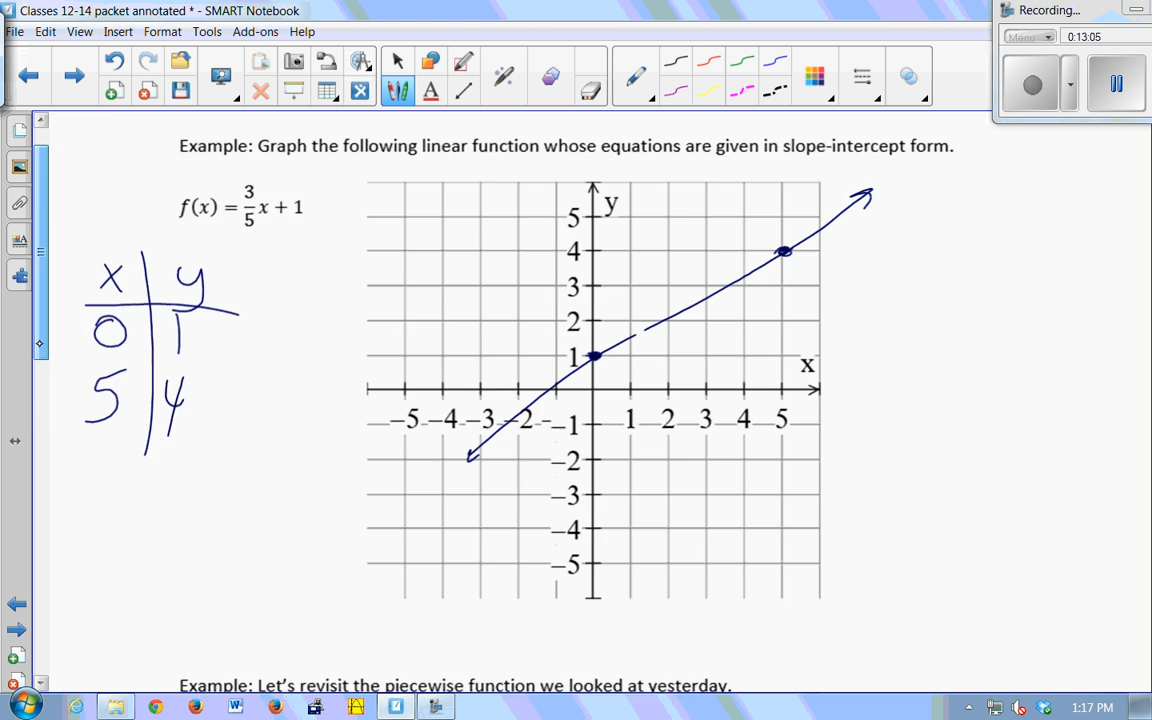 Classes 12-14 packet annotated * - SMART Notebook
Recording...
File Edit View Insert Format Tools Add-ons Help
Menu
0:13:05
Example: Graph the following linear function whose equations are given in slope-intercept form.
f(x) = 3/5 x + 1
x y
0 1
5 4
y
5
4
3
2
1
x
-5 -4 -3 -2 -1 1 2 3 4 5
-2
-3
-4
-5
Example: Let's revisit the piecewise function we looked at yesterday.
1:17 PM